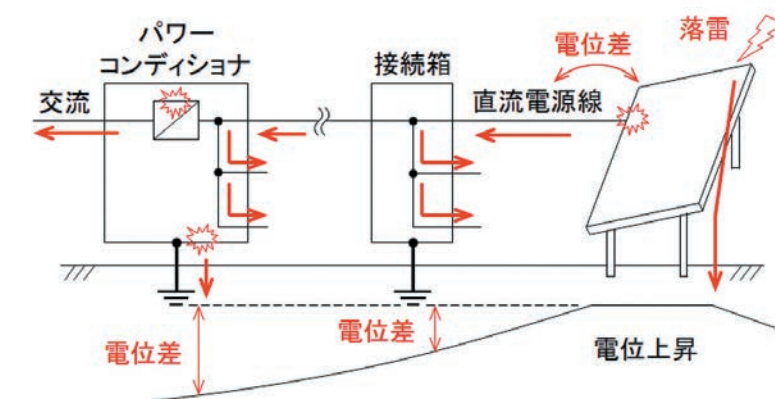 パワー
コンディショナ
接続箱
電位差
落雷
交流
直流電源線
電位差
電位差
電位上昇